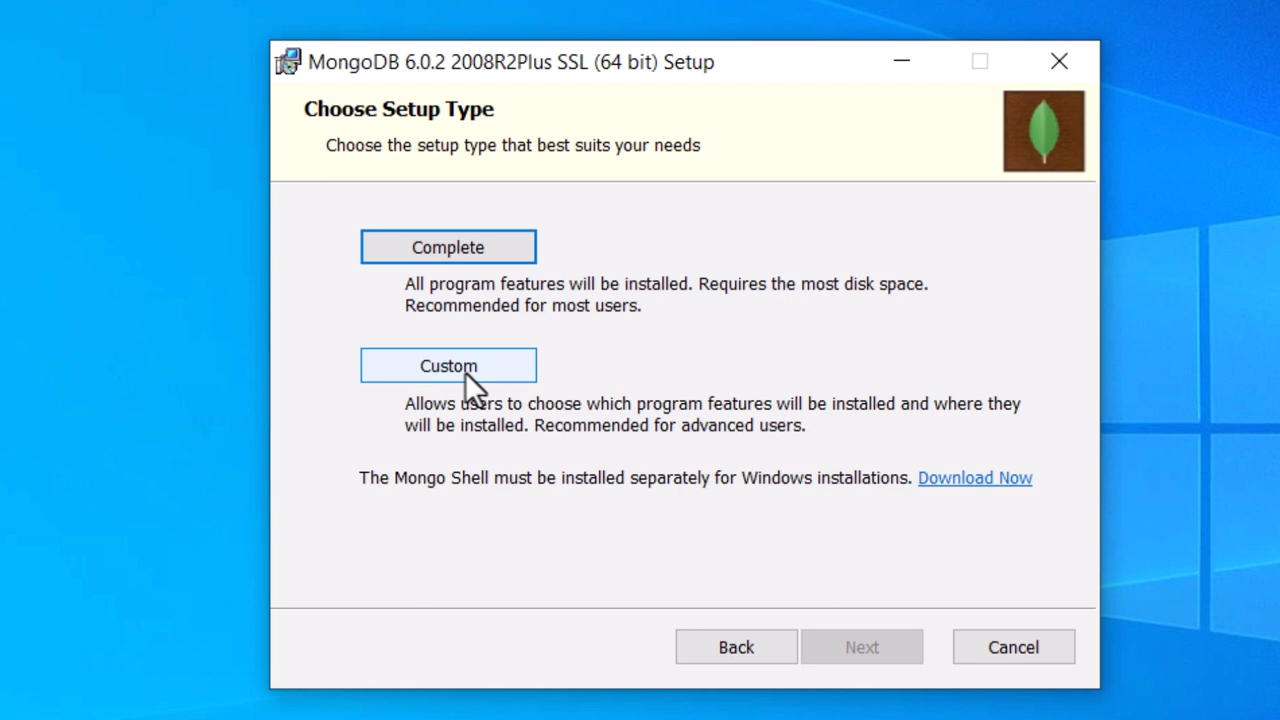 MongoDB 6.0.2 2008R2Plus SSL (64 bit) Setup
Choose Setup Type
Choose the setup type that best suits your needs
Complete
All program features will be installed. Requires the most disk space.
Recommended for most users.
Custom
Allows users to choose which program features will be installed and where they
will be installed. Recommended for advanced users.
The Mongo Shell must be installed separately for Windows installations. Download Now
Back Next Cancel